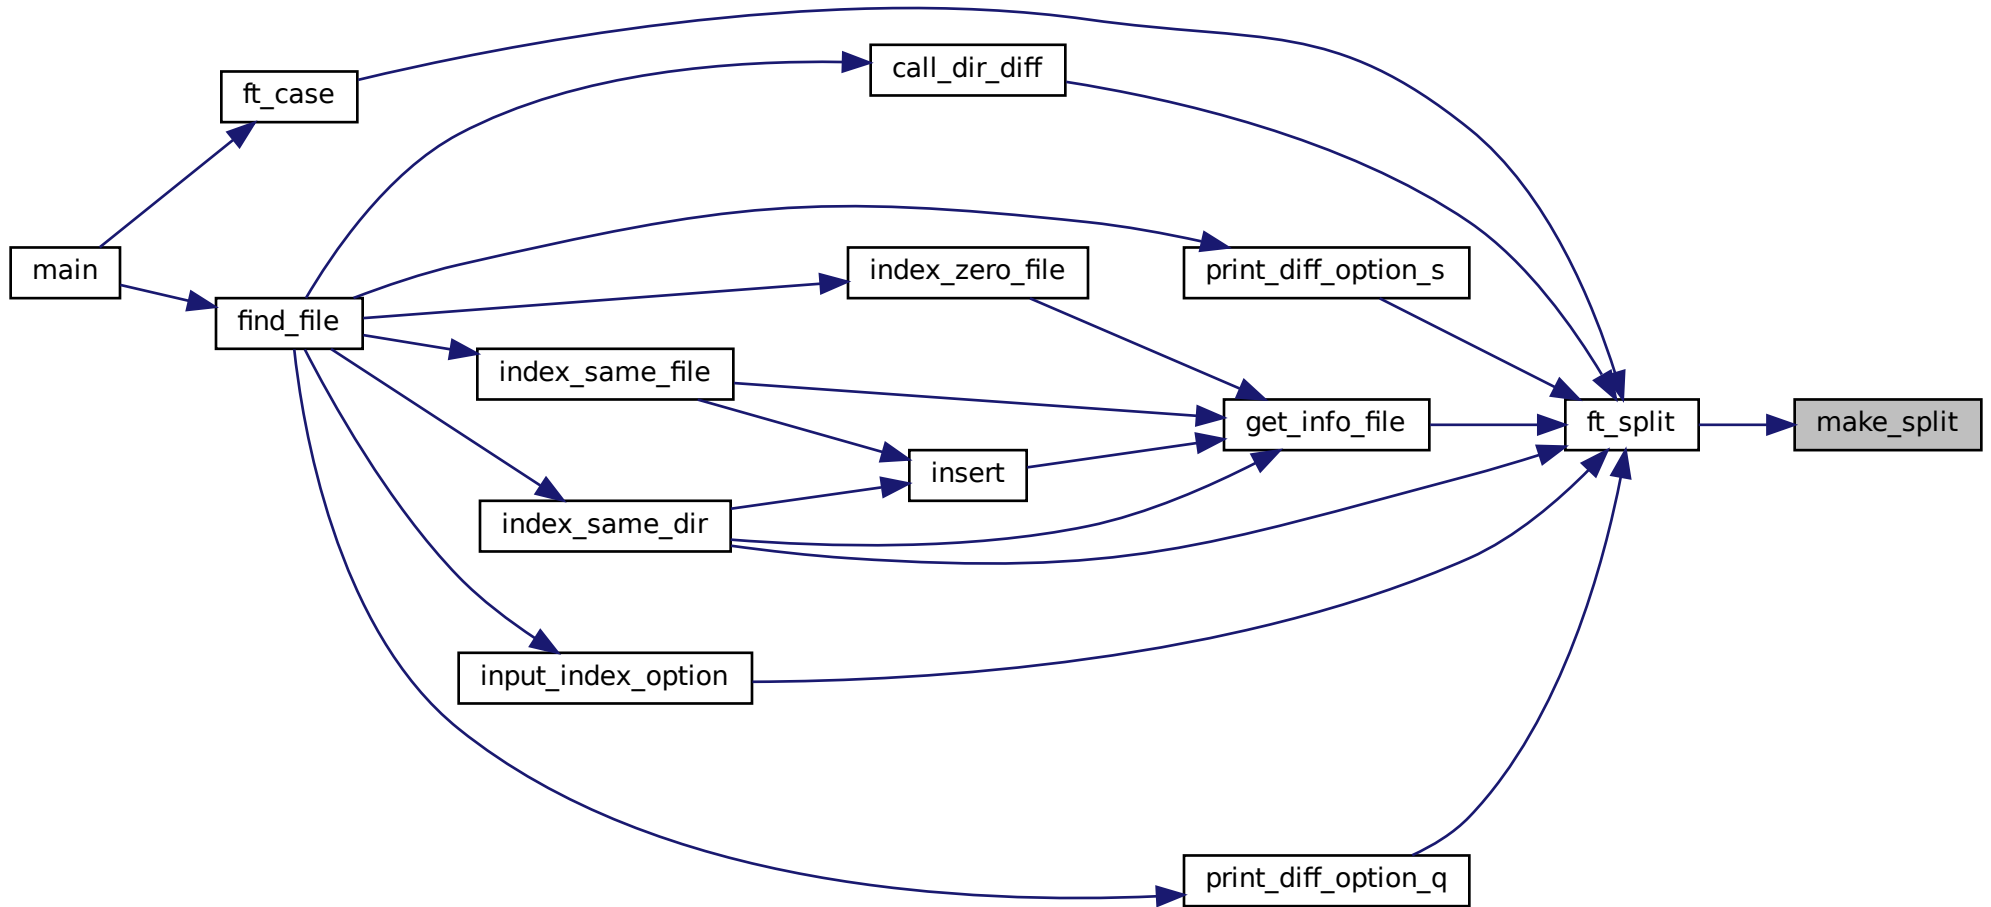 call_dir_diff
ft_case
main
index_zero_file
print_diff_option_s
find_file
index_same_file
get_info_file
ft_split
make_split
insert
index_same_dir
input_index_option
print_diff_option_q